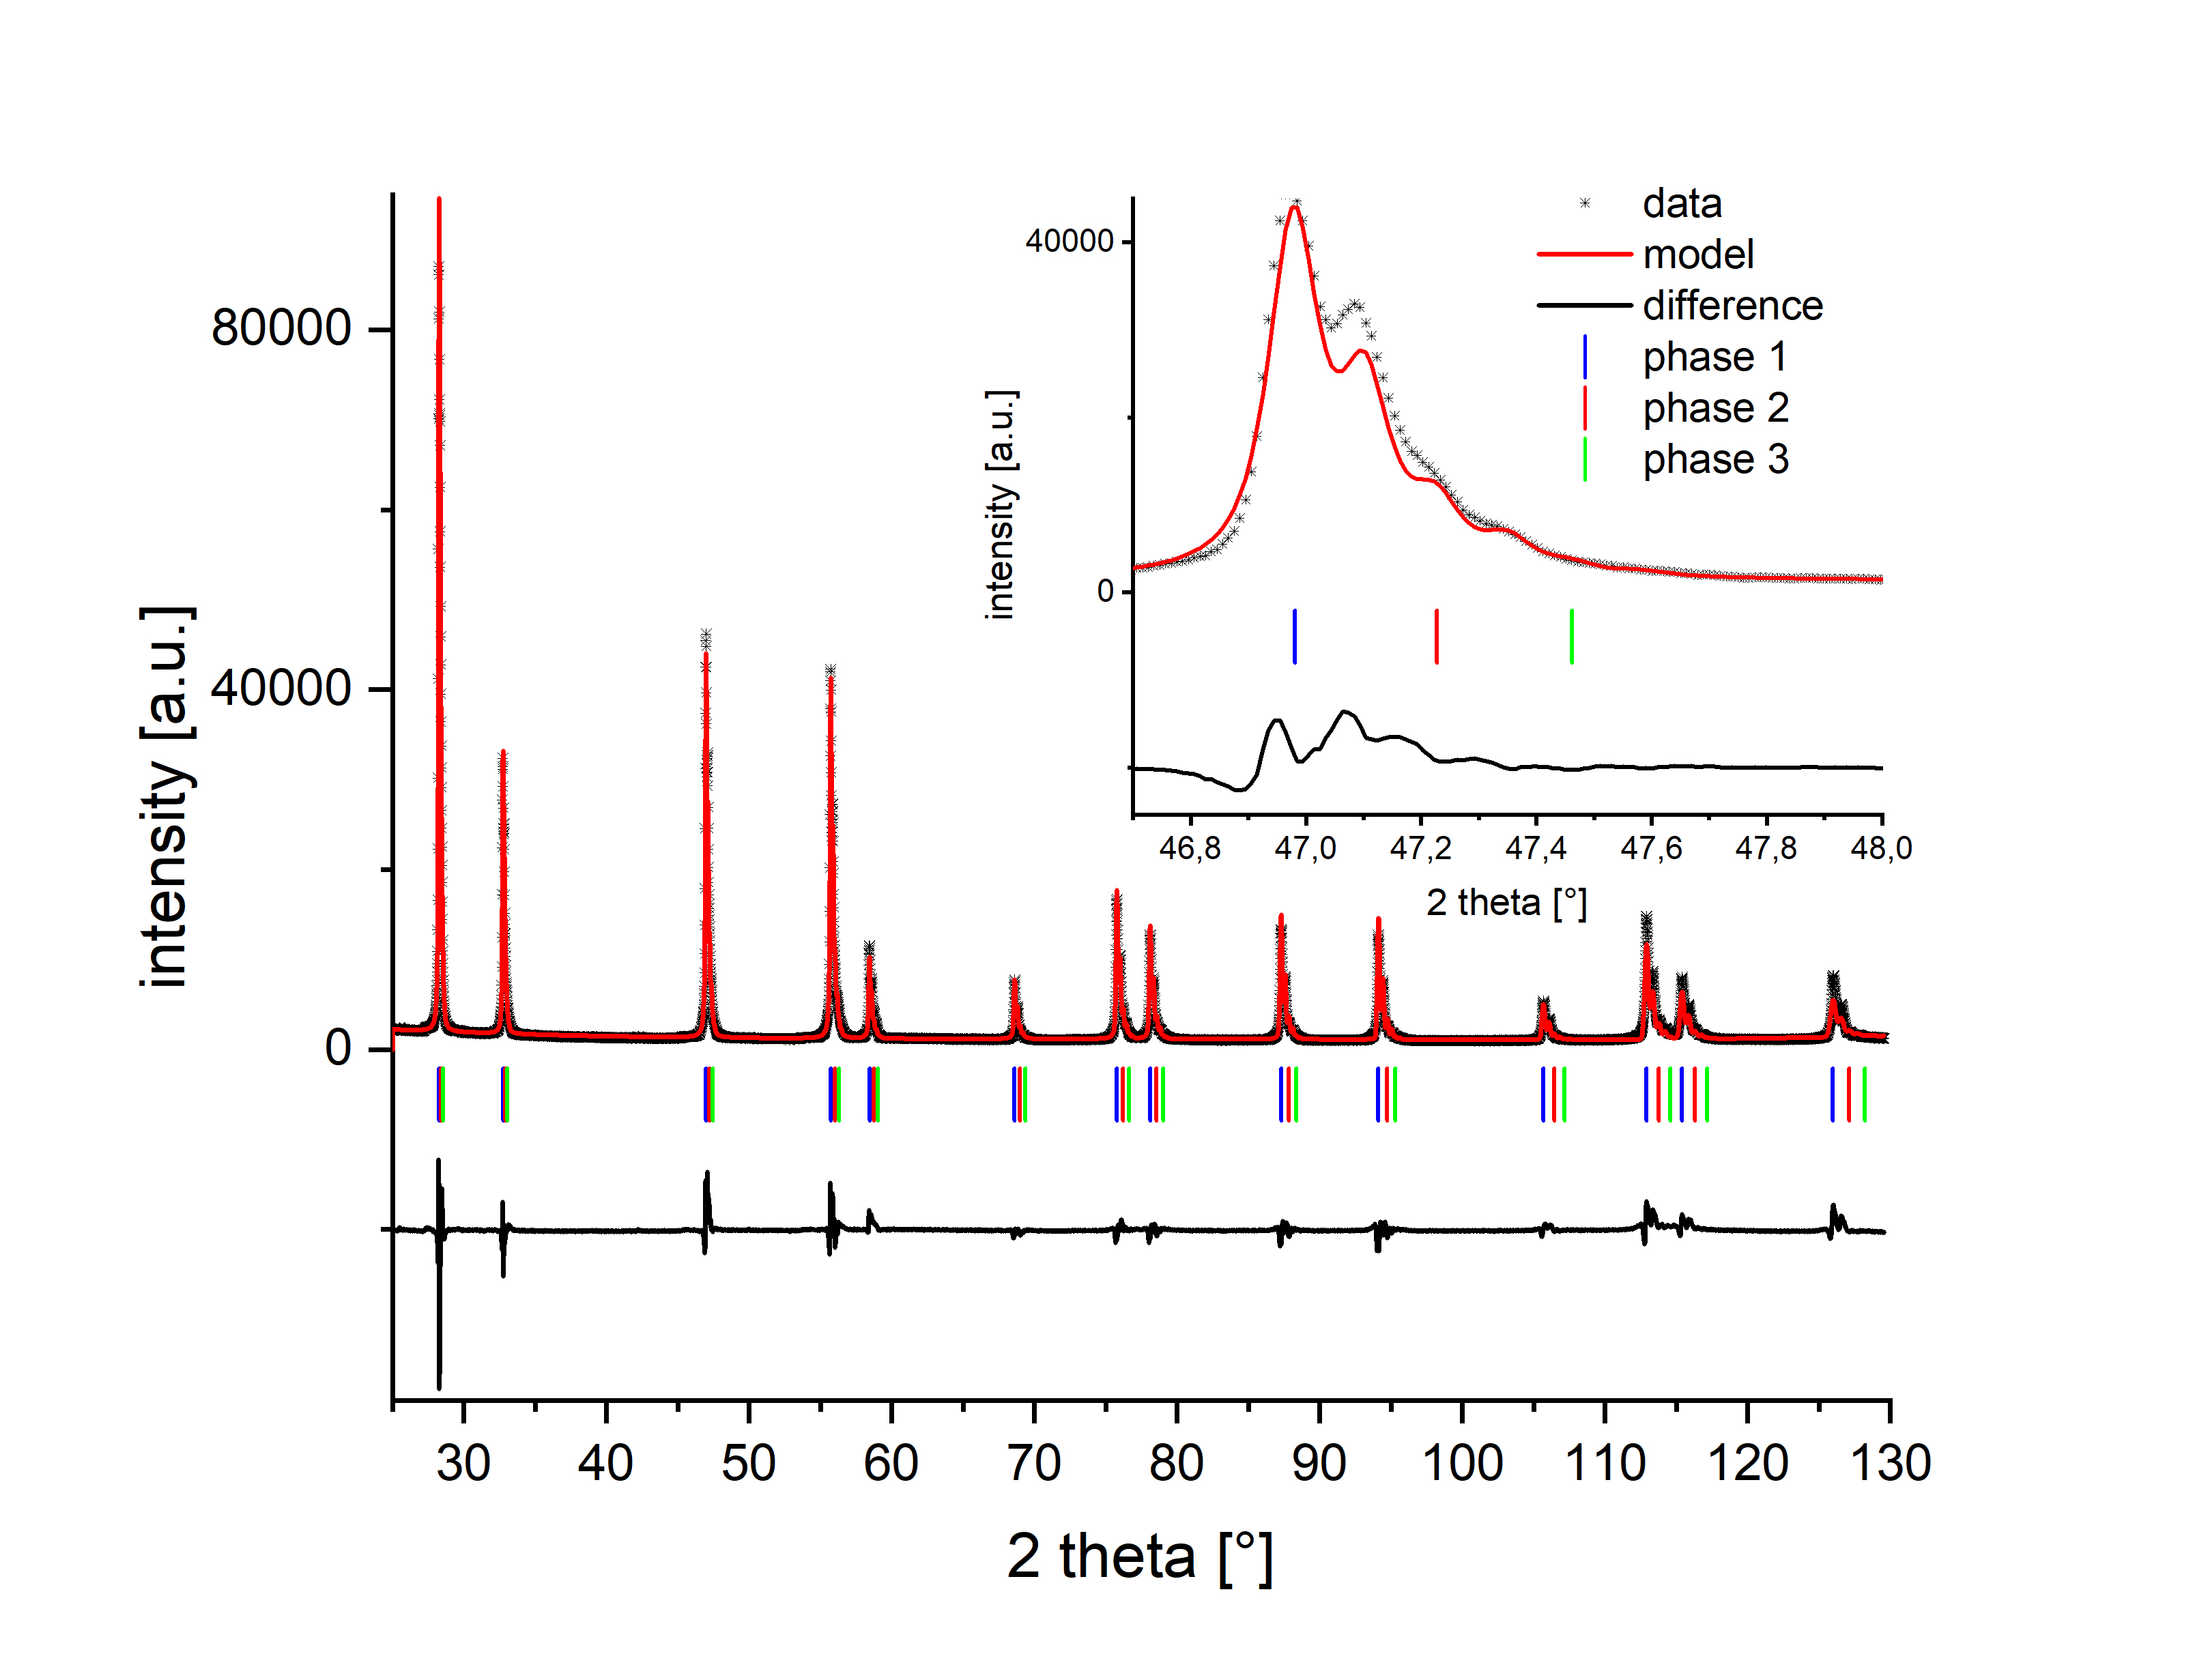 80000
40000
0
intensity [a.u.]
30
40
50
60
70
80
90
100
110
120
130
2 theta [°]
40000
0
intensity [a.u.]
46,8
47,0
47,2
47,4
47,6
47,8
48,0
2 theta [°]
data
model
difference
phase 1
phase 2
phase 3